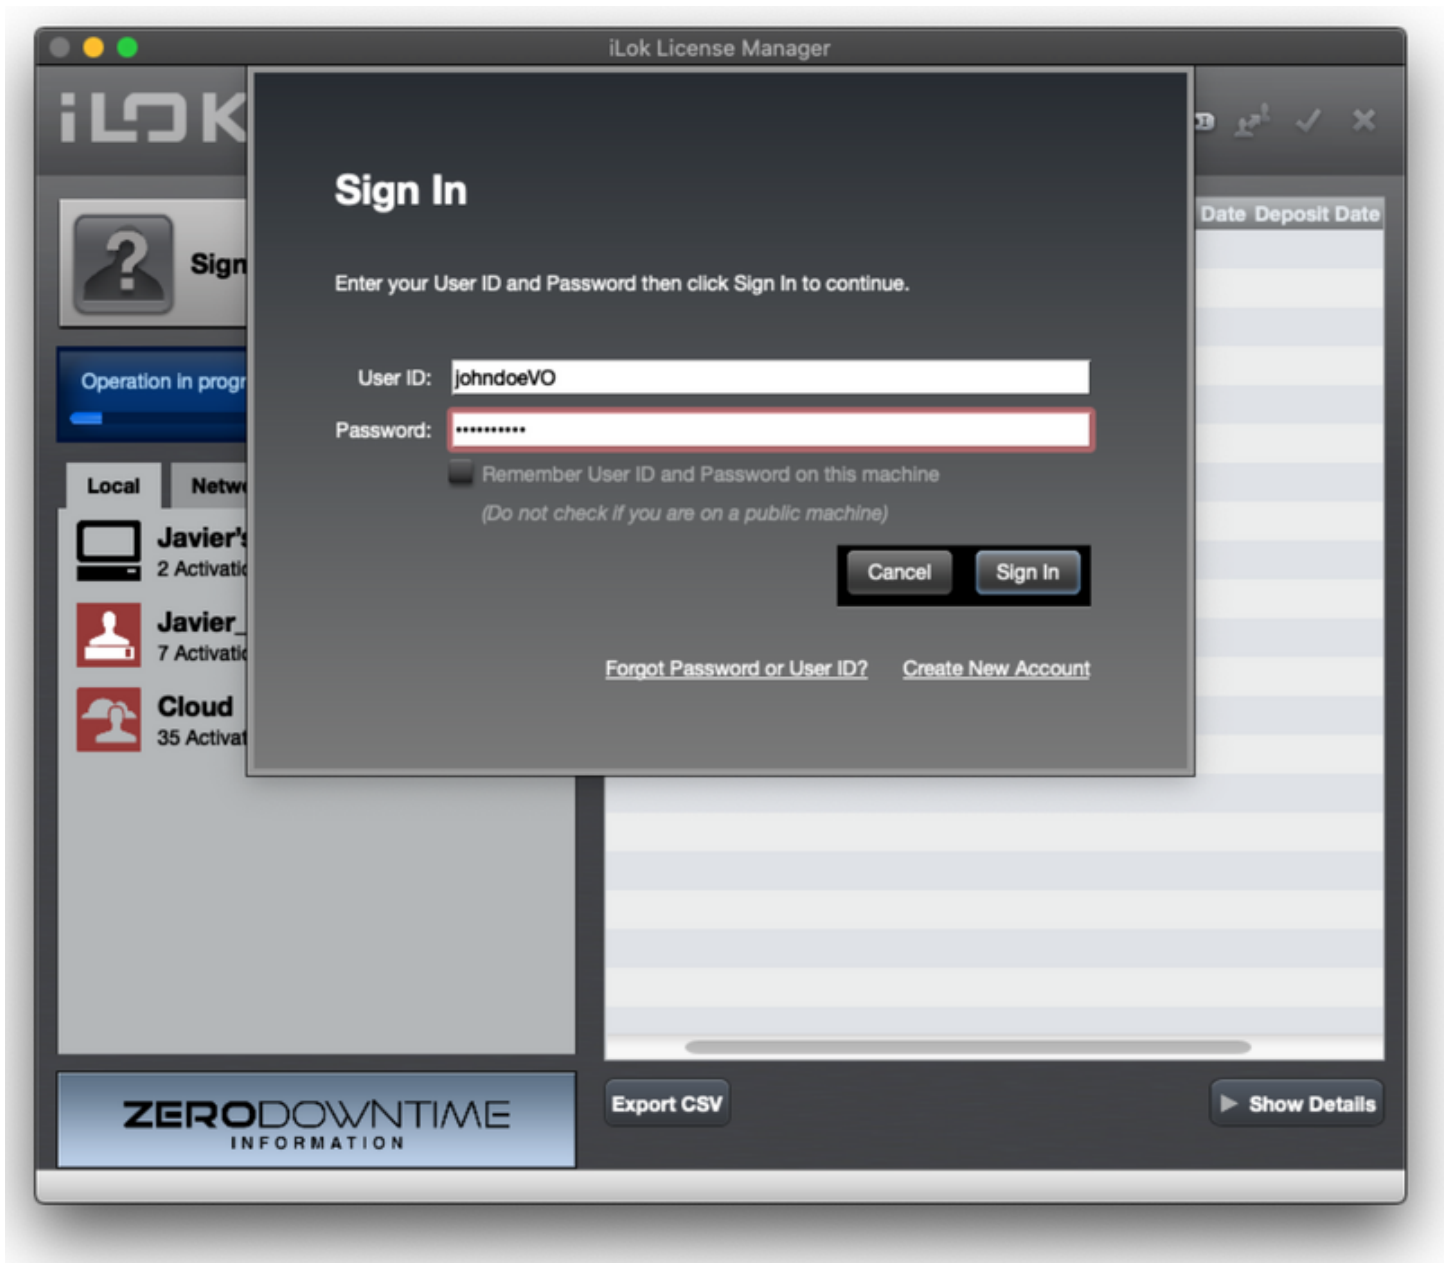 iLok License Manager
iLOK
Sign In
Date Deposit Date
Sign
Enter your User ID and Password then click Sign In to continue.
Operation in progr
User ID: johndoeVO
Password: ••••••••••
Remember User ID and Password on this machine
(Do not check if you are on a public machine)
Cancel Sign In
Forgot Password or User ID? Create New Account
Local Netw
Javier's
2 Activati
Javier_
7 Activati
Cloud
35 Activat
ZERODOWNTIME
INFORMATION
Export CSV
Show Details